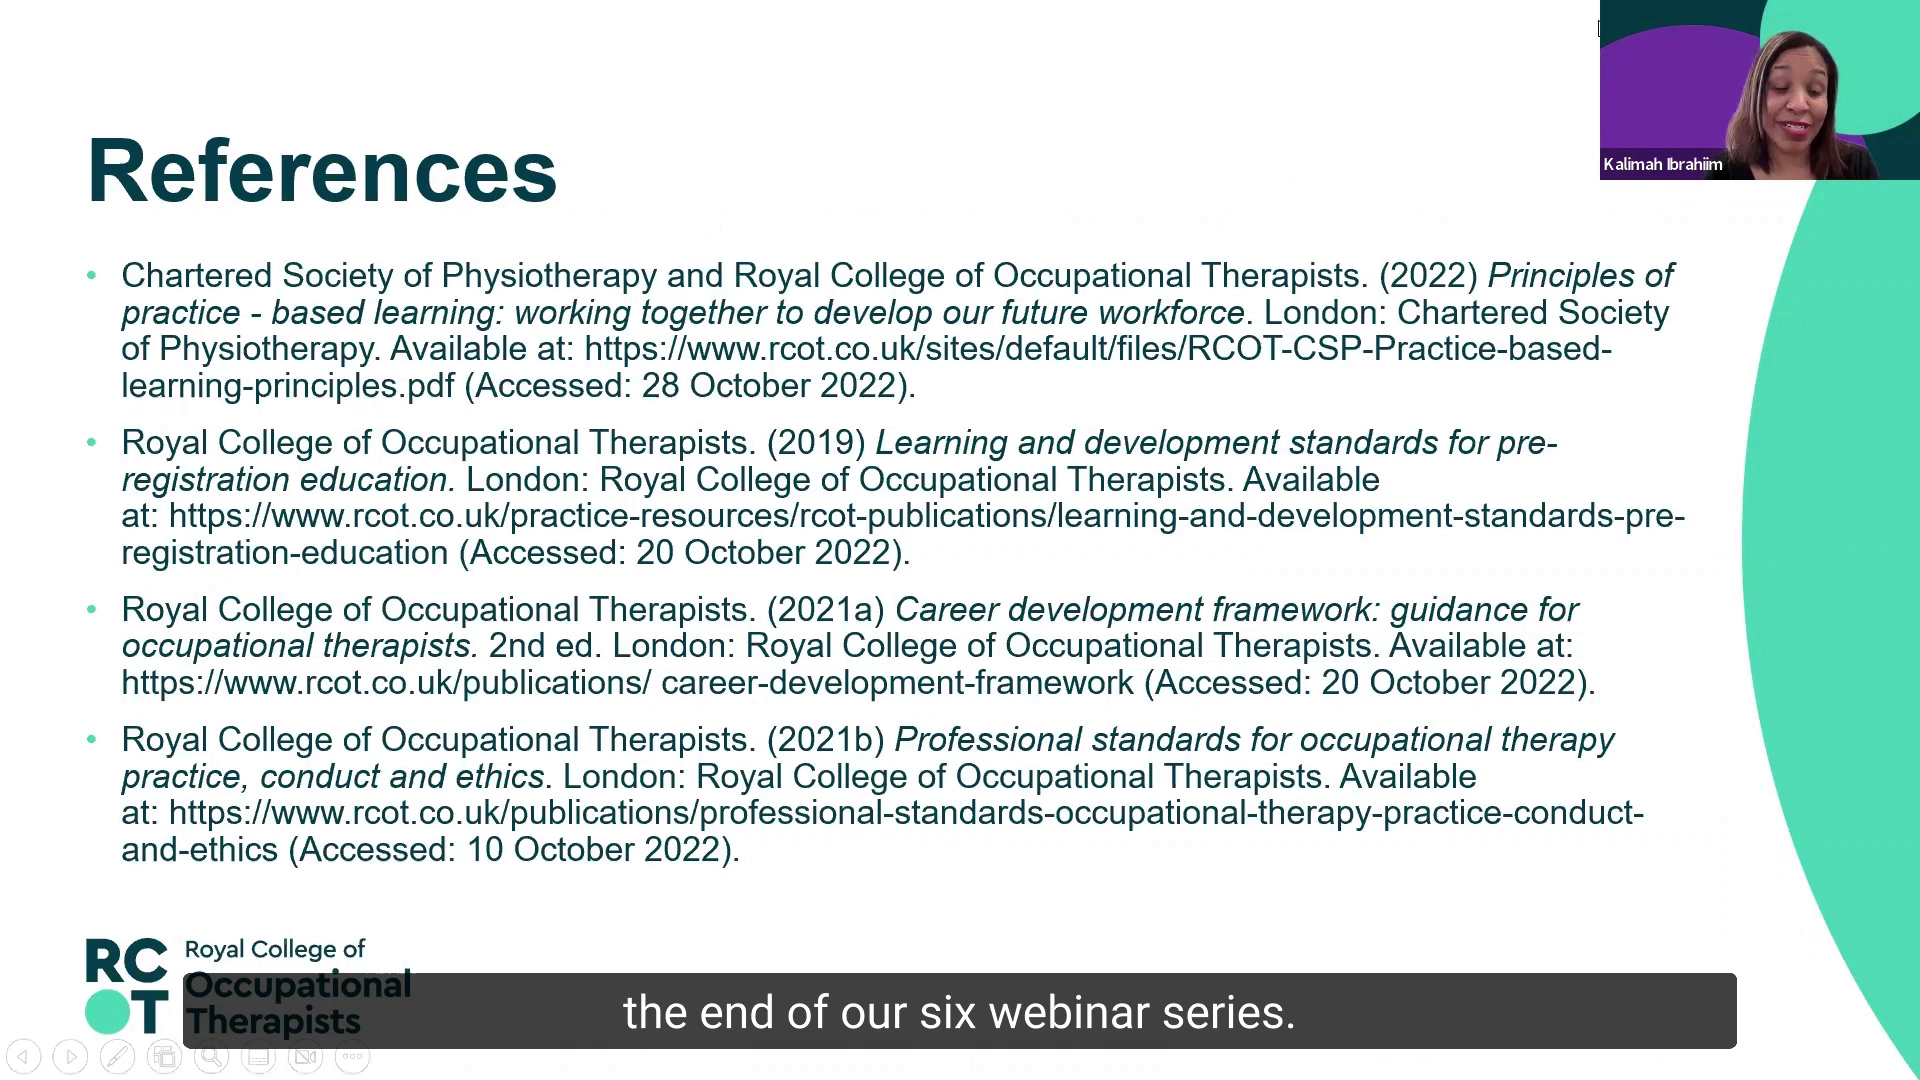 Kalimah Ibrahiim
References
• Chartered Society of Physiotherapy and Royal College of Occupational Therapists. (2022) Principles of
practice - based learning: working together to develop our future workforce. London: Chartered Society
of Physiotherapy. Available at: https://www.rcot.co.uk/sites/default/files/RCOT-CSP-Practice-based-
learning-principles.pdf (Accessed: 28 October 2022).
• Royal College of Occupational Therapists. (2019) Learning and development standards for pre-
registration education. London: Royal College of Occupational Therapists. Available
at: https://www.rcot.co.uk/practice-resources/rcot-publications/learning-and-development-standards-pre-
registration-education (Accessed: 20 October 2022).
• Royal College of Occupational Therapists. (2021a) Career development framework: guidance for
occupational therapists. 2nd ed. London: Royal College of Occupational Therapists. Available at:
https://www.rcot.co.uk/publications/ career-development-framework (Accessed: 20 October 2022).
• Royal College of Occupational Therapists. (2021b) Professional standards for occupational therapy
practice, conduct and ethics. London: Royal College of Occupational Therapists. Available
at: https://www.rcot.co.uk/publications/professional-standards-occupational-therapy-practice-conduct-
and-ethics (Accessed: 10 October 2022).
RCOT
Royal College of
Occupational
Therapists
the end of our six webinar series.